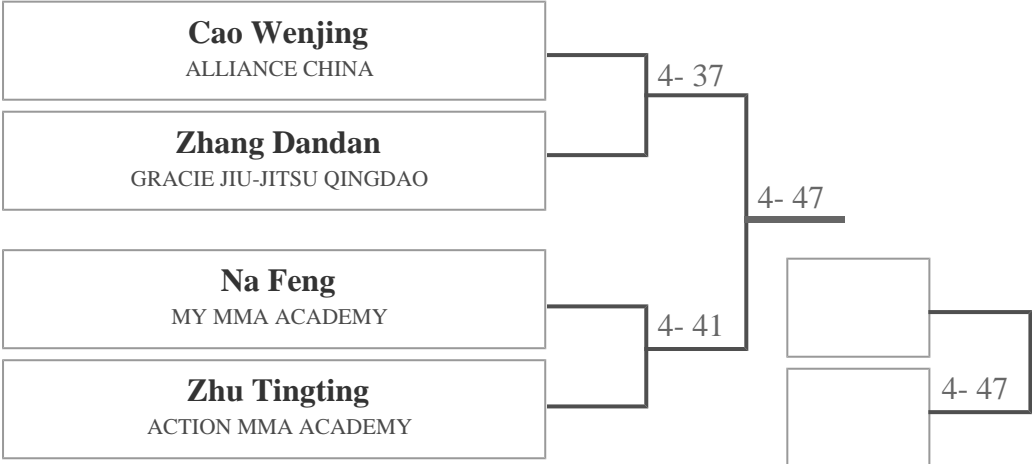 Cao Wenjing
ALLIANCE CHINA
4- 37
Zhang Dandan
GRACIE JIU-JITSU QINGDAO
4- 47
Na Feng
MY MMA ACADEMY
4- 41
Zhu Tingting
ACTION MMA ACADEMY
4- 47